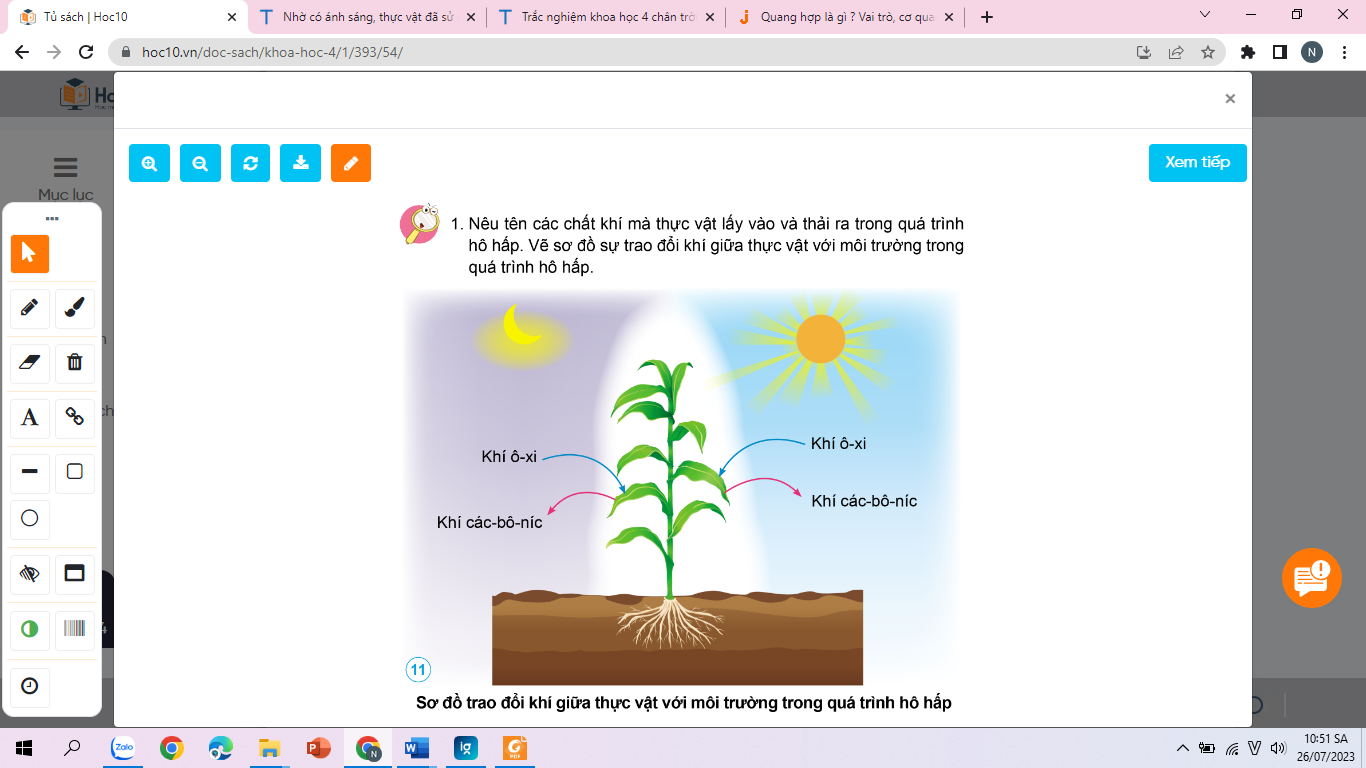 Tủ sách | Hoc10
Nhờ có ánh sáng, thực vật đã sử
Trắc nghiệm khoa học 4 chân trời
Quang hợp là gì ? Vai trò, cơ qua
hoc10.vn/doc-sach/khoa-hoc-4/1/393/54/
N
Mục lục
Xem tiếp
1. Nêu tên các chất khí mà thực vật lấy vào và thải ra trong quá trình
hô hấp. Vẽ sơ đồ sự trao đổi khí giữa thực vật với môi trường trong
quá trình hô hấp.
Khí ô-xi
Khí ô-xi
Khí các-bô-níc
Khí các-bô-níc
11
Sơ đồ trao đổi khí giữa thực vật với môi trường trong quá trình hô hấp
A
Zalo
N
10:51 SA
26/07/2023